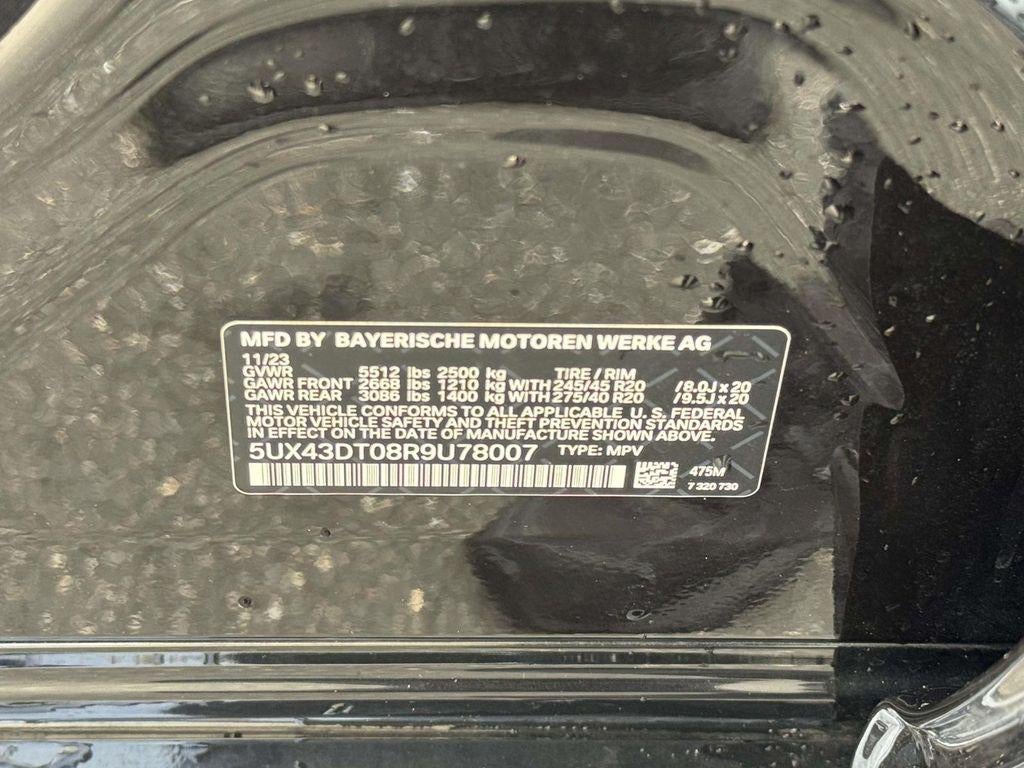 MFD BY BAYERISCHE MOTOREN WERKE AG
11/23
GVWR 5512 lbs 2500 kg TIRE / RIM
GAWR FRONT 2668 lbs 1210 kg WITH 245/45 R20 /8.0J x 20
GAWR REAR 3086 lbs 1400 kg WITH 275/40 R20 /9.5J x 20
THIS VEHICLE CONFORMS TO ALL APPLICABLE U. S. FEDERAL
MOTOR VEHICLE SAFETY AND THEFT PREVENTION STANDARDS
IN EFFECT ON THE DATE OF MANUFACTURE SHOWN ABOVE.
5UX43DT08R9U78007 TYPE: MPV
475M
7 320 730